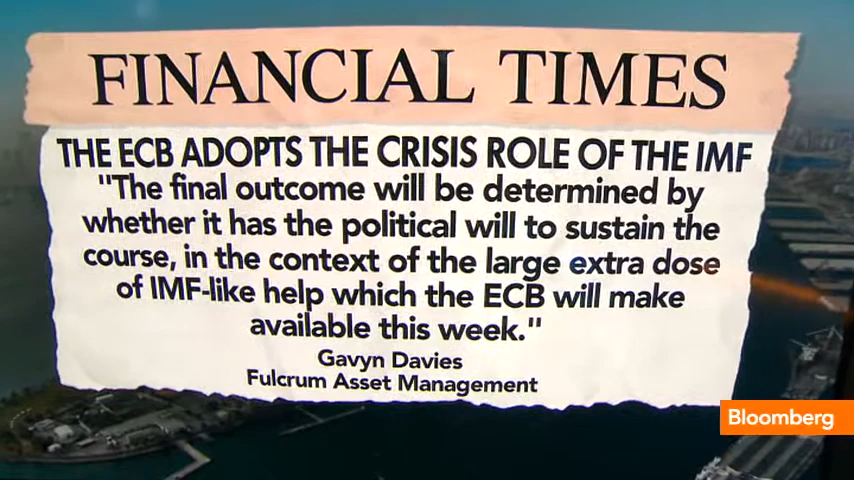 FINANCIAL TIMES
THE ECB ADOPTS THE CRISIS ROLE OF THE IMF
"The final outcome will be determined by
whether it has the political will to sustain the
course, in the context of the large extra dose
of IMF-like help which the ECB will make
available this week."
Gavyn Davies
Fulcrum Asset Management
Bloomberg